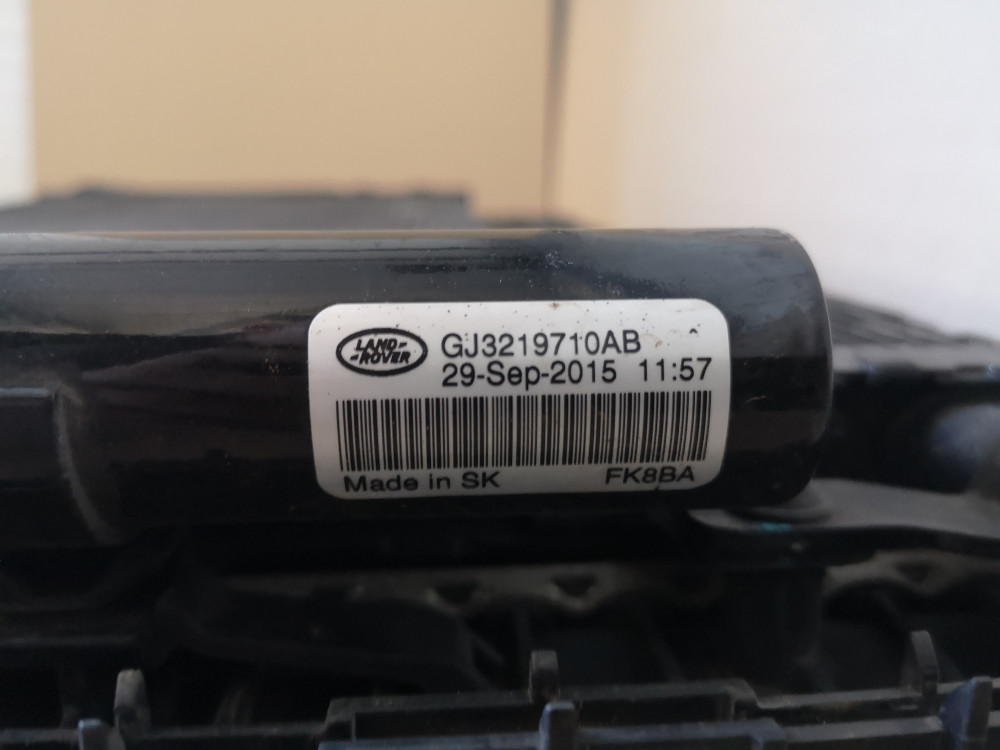 LAND-
-ROVER
GJ3219710AB
29-Sep-2015 11:57
Made in SK FK8BA